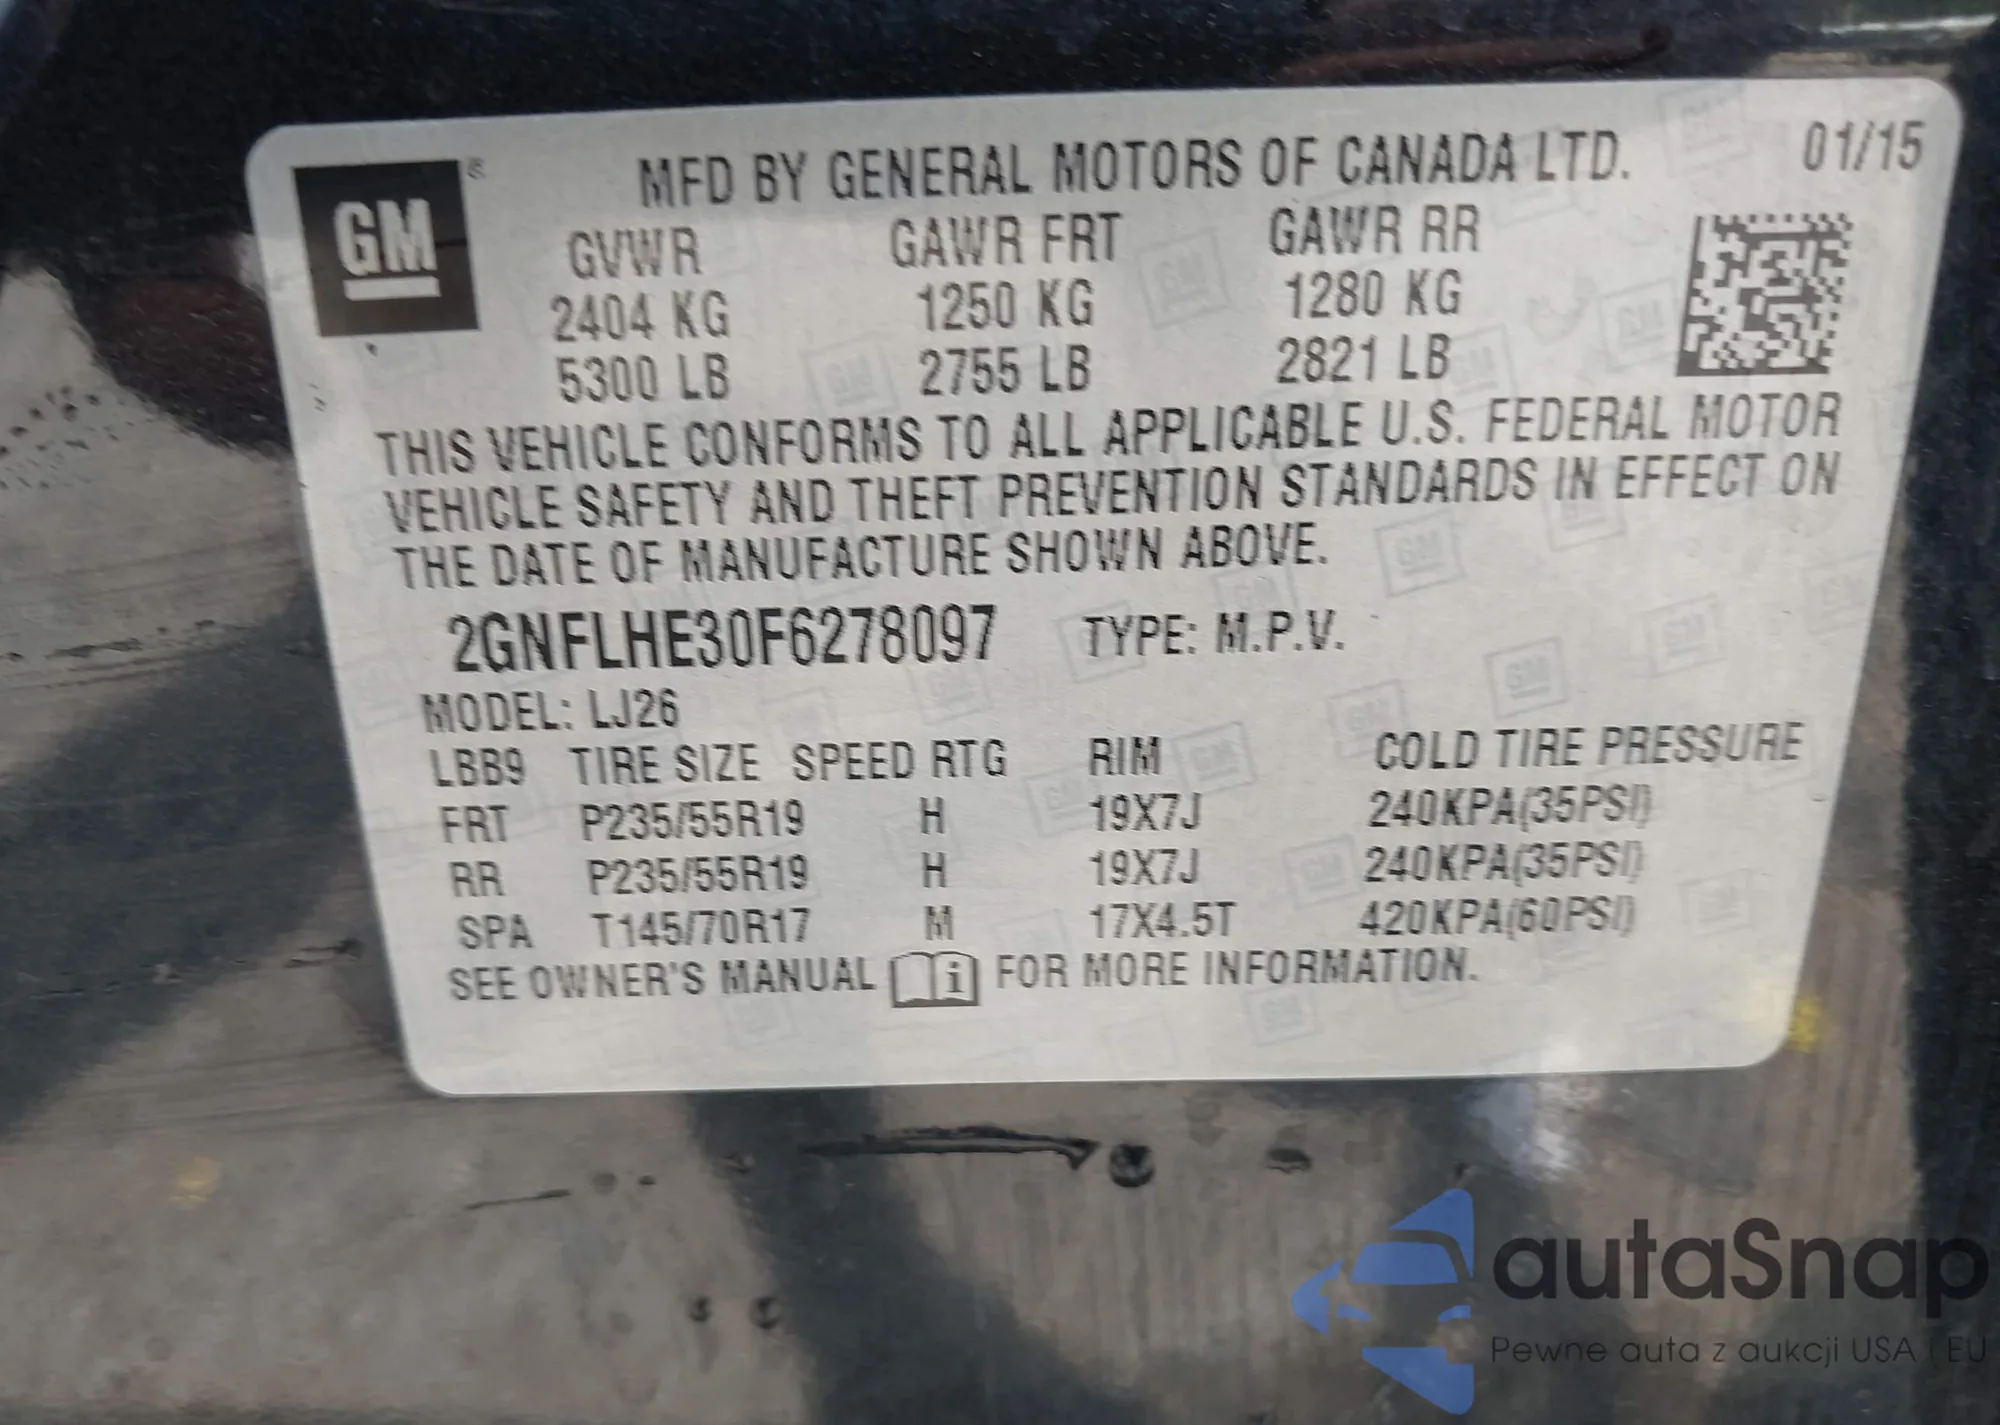 GM
MFD BY GENERAL MOTORS OF CANADA LTD. 01/15
GVWR GAWR FRT GAWR RR
2404 KG 1250 KG 1280 KG
5300 LB 2755 LB 2821 LB
THIS VEHICLE CONFORMS TO ALL APPLICABLE U.S. FEDERAL MOTOR
VEHICLE SAFETY AND THEFT PREVENTION STANDARDS IN EFFECT ON
THE DATE OF MANUFACTURE SHOWN ABOVE.
2GNFLHE30F6278097 TYPE: M.P.V.
MODEL: LJ26
LBB9 TIRE SIZE SPEED RTG RIM COLD TIRE PRESSURE
FRT P235/55R19 H 19X7J 240KPA(35PSI)
RR P235/55R19 H 19X7J 240KPA(35PSI)
SPA T145/70R17 M 17X4.5T 420KPA(60PSI)
SEE OWNER'S MANUAL i FOR MORE INFORMATION.
autaSnap
Pewne auta z aukcji USA i EU